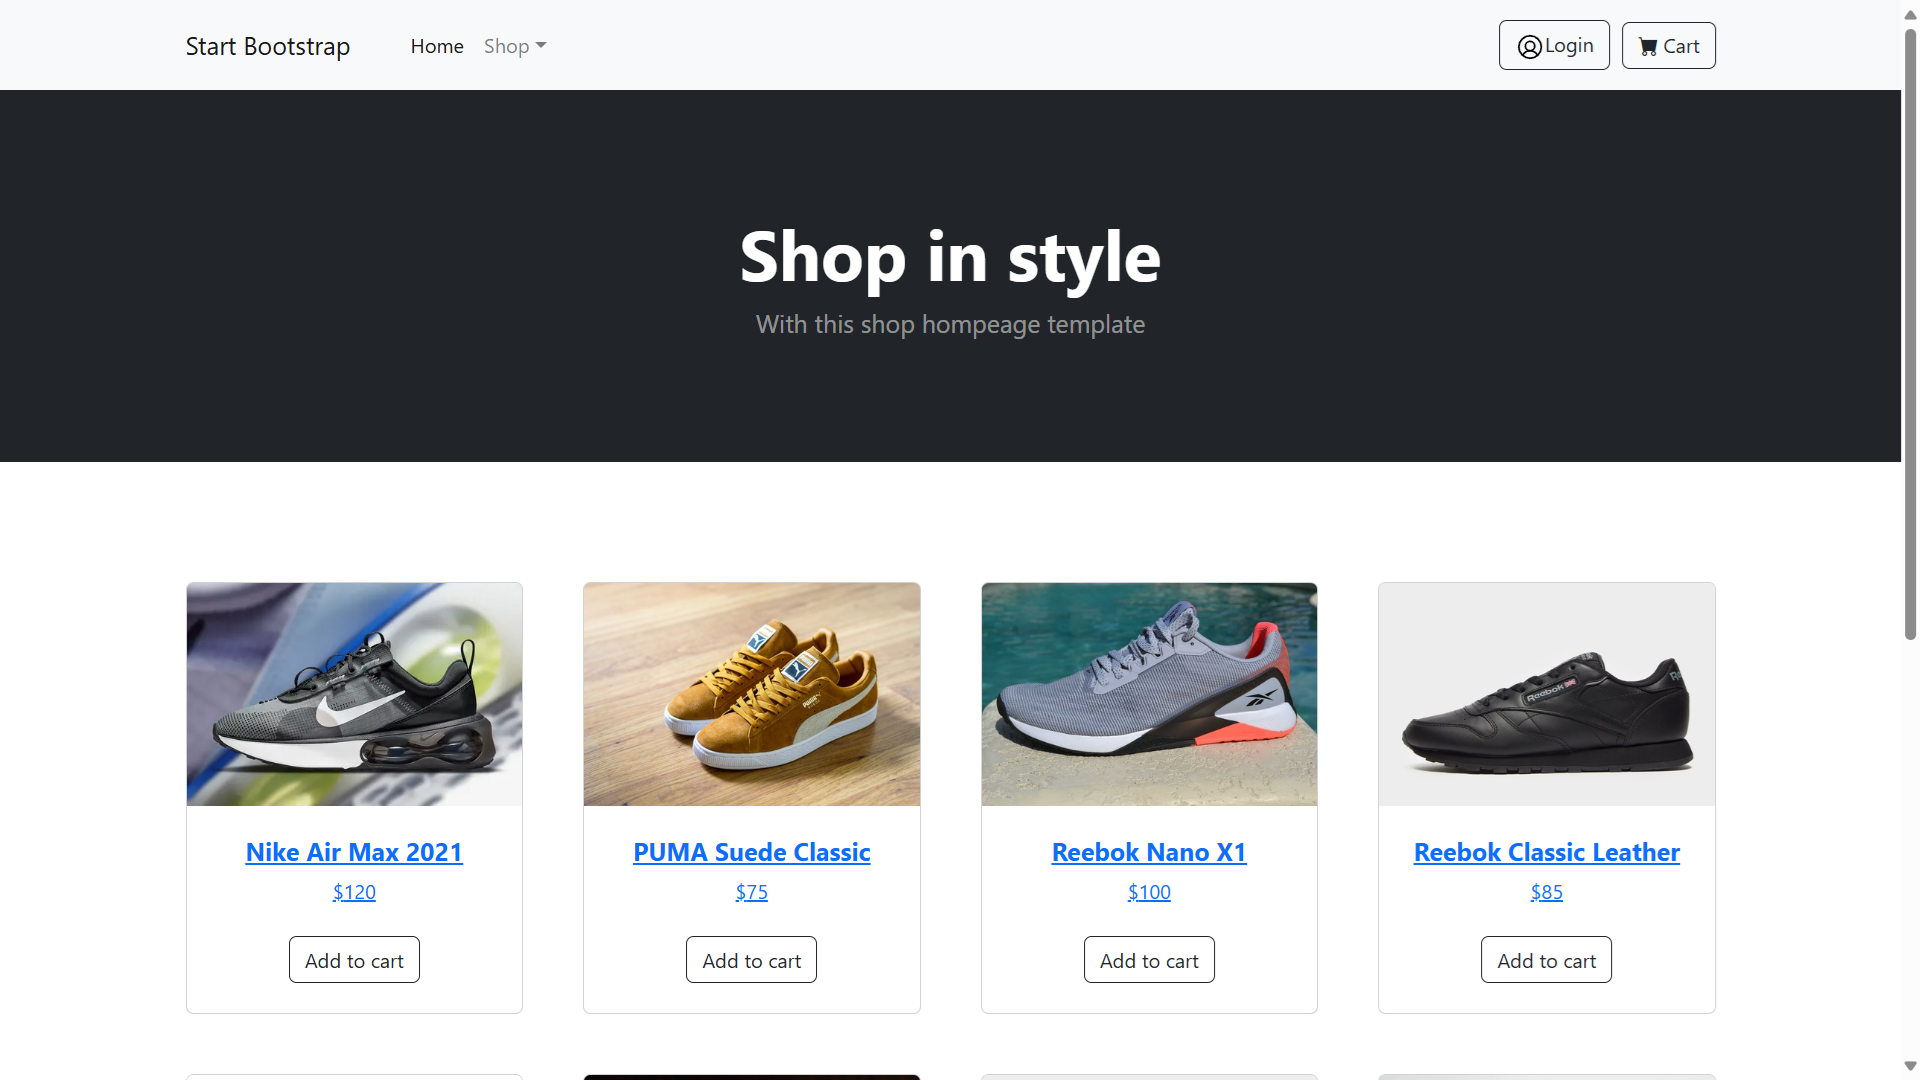 Start Bootstrap Home Shop Login Cart
Shop in style
With this shop hompeage template
Reebok
Nike Air Max 2021 PUMA Suede Classic Reebok Nano X1 Reebok Classic Leather
$120 $75 $100 $85
Add to cart Add to cart Add to cart Add to cart